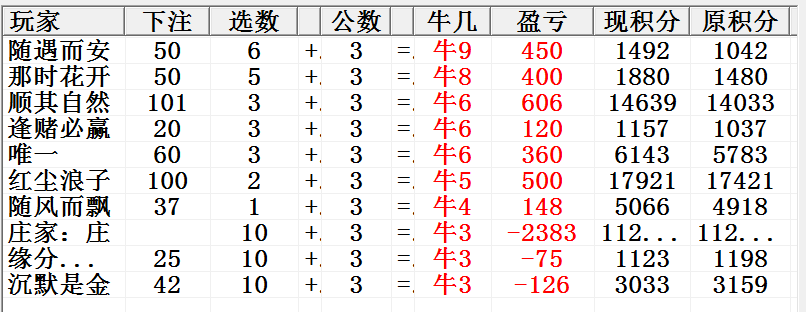 玩家 下注 选数 公数 牛几 盈亏 现积分 原积分
随遇而安 50 6 +. 3 =. 牛9 450 1492 1042
那时花开 50 5 +. 3 =. 牛8 400 1880 1480
顺其自然 101 3 +. 3 =. 牛6 606 14639 14033
逢赌必赢 20 3 +. 3 =. 牛6 120 1157 1037
唯一 60 3 +. 3 =. 牛6 360 6143 5783
红尘浪子 100 2 +. 3 =. 牛5 500 17921 17421
随风而飘 37 1 +. 3 =. 牛4 148 5066 4918
庄家：庄 10 +. 3 =. 牛3 -2383 112... 112...
缘分... 25 10 +. 3 =. 牛3 -75 1123 1198
沉默是金 42 10 +. 3 =. 牛3 -126 3033 3159